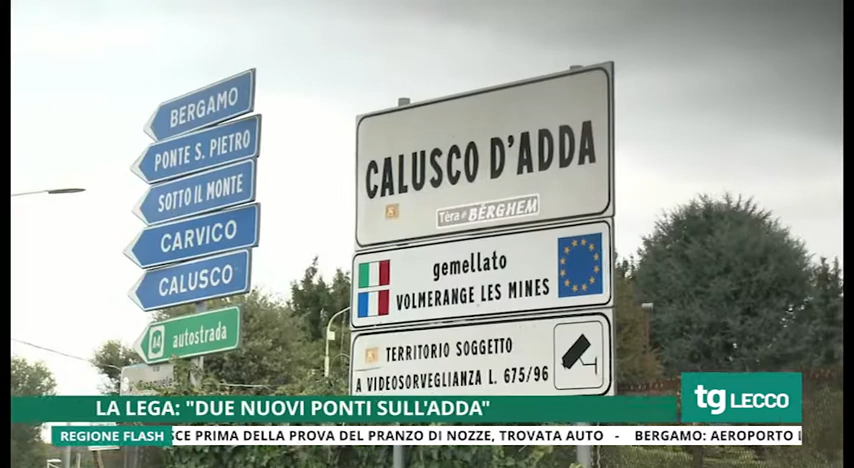 BERGAMO
PONTE S. PIETRO
SOTTO IL MONTE
CARVICO
CALUSCO
A4 autostrada
CALUSCO D'ADDA
Tèra de BÈRGHEM
gemellato
VOLMERANGE LES MINES
TERRITORIO SOGGETTO
A VIDEOSORVEGLIANZA L. 675/96
LA LEGA: "DUE NUOVI PONTI SULL'ADDA"
tg LECCO
REGIONE FLASH
SCE PRIMA DELLA PROVA DEL PRANZO DI NOZZE, TROVATA AUTO - BERGAMO: AEROPORTO